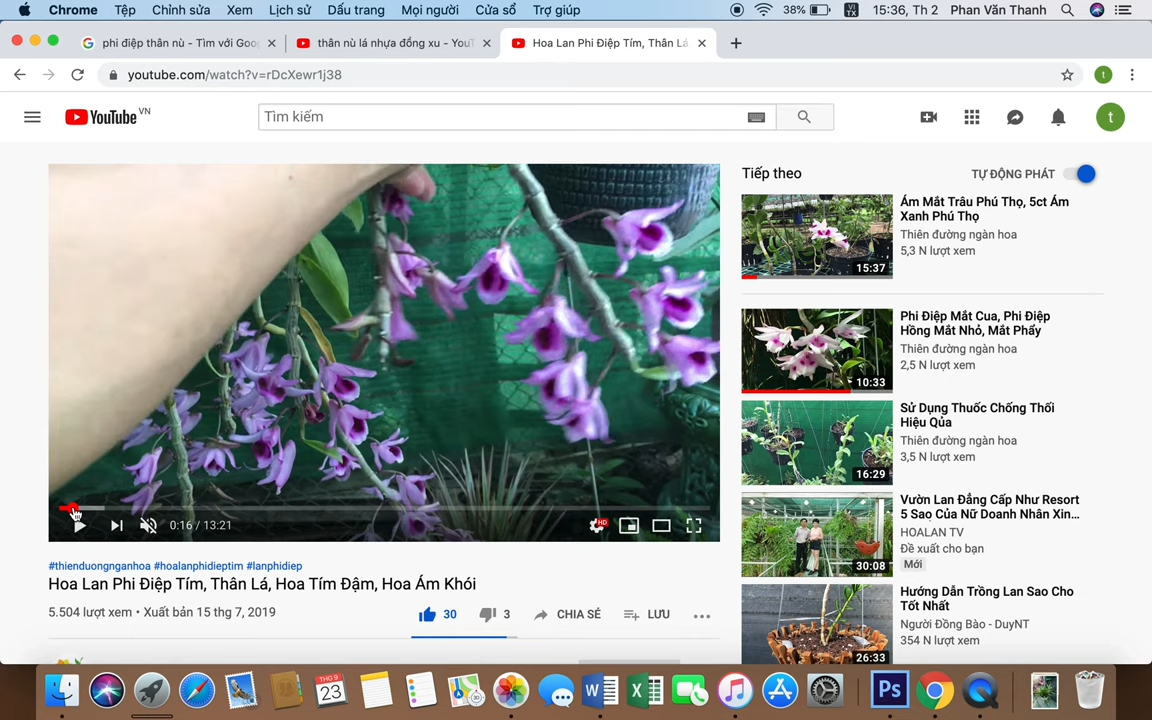 Chrome Tệp Chỉnh sửa Xem Lịch sử Dấu trang Mọi người Cửa sổ Trợ giúp 38% VI TX 15:36, Th 2 Phan Văn Thanh
phi điệp thân nù - Tìm với Goo
thân nù lá nhựa đồng xu - YouT
Hoa Lan Phi Điệp Tím, Thân Lá
youtube.com/watch?v=rDcXewr1j38
t
YouTube VN
Tìm kiếm
t
0:16 / 13:21
HD
#thienduongnganhoa #hoalanphidieptim #lanphidiep
Hoa Lan Phi Điệp Tím, Thân Lá, Hoa Tím Đậm, Hoa Ám Khói
5.504 lượt xem • Xuất bản 15 thg 7, 2019
30 3 CHIA SẺ LƯU
Tiếp theo TỰ ĐỘNG PHÁT
15:37
Ám Mắt Trâu Phú Thọ, 5ct Ám
Xanh Phú Thọ
Thiên đường ngàn hoa
5,3 N lượt xem
10:33
Phi Điệp Mắt Cua, Phi Điệp
Hồng Mắt Nhỏ, Mắt Phẩy
Thiên đường ngàn hoa
2,5 N lượt xem
16:29
Sử Dụng Thuốc Chống Thối
Hiệu Qủa
Thiên đường ngàn hoa
3,5 N lượt xem
30:08
Vườn Lan Đẳng Cấp Như Resort
5 Sao Của Nữ Doanh Nhân Xin...
HOALAN TV
Đề xuất cho bạn
Mới
26:33
Hướng Dẫn Trồng Lan Sao Cho
Tốt Nhất
Người Đồng Bào - DuyNT
354 N lượt xem
THG 9
23
W
X
Ps